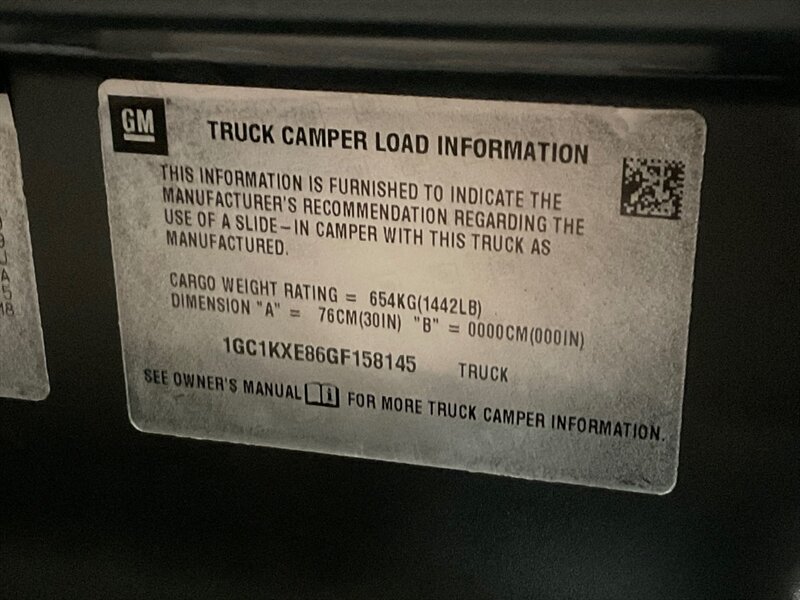 GM
TRUCK CAMPER LOAD INFORMATION
THIS INFORMATION IS FURNISHED TO INDICATE THE
MANUFACTURER'S RECOMMENDATION REGARDING THE
USE OF A SLIDE-IN CAMPER WITH THIS TRUCK AS
MANUFACTURED.
CARGO WEIGHT RATING = 654KG(1442LB)
DIMENSION "A" = 76CM(30IN) "B" = 0000CM(000IN)
1GC1KXE86GF158145 TRUCK
SEE OWNER'S MANUAL FOR MORE TRUCK CAMPER INFORMATION.